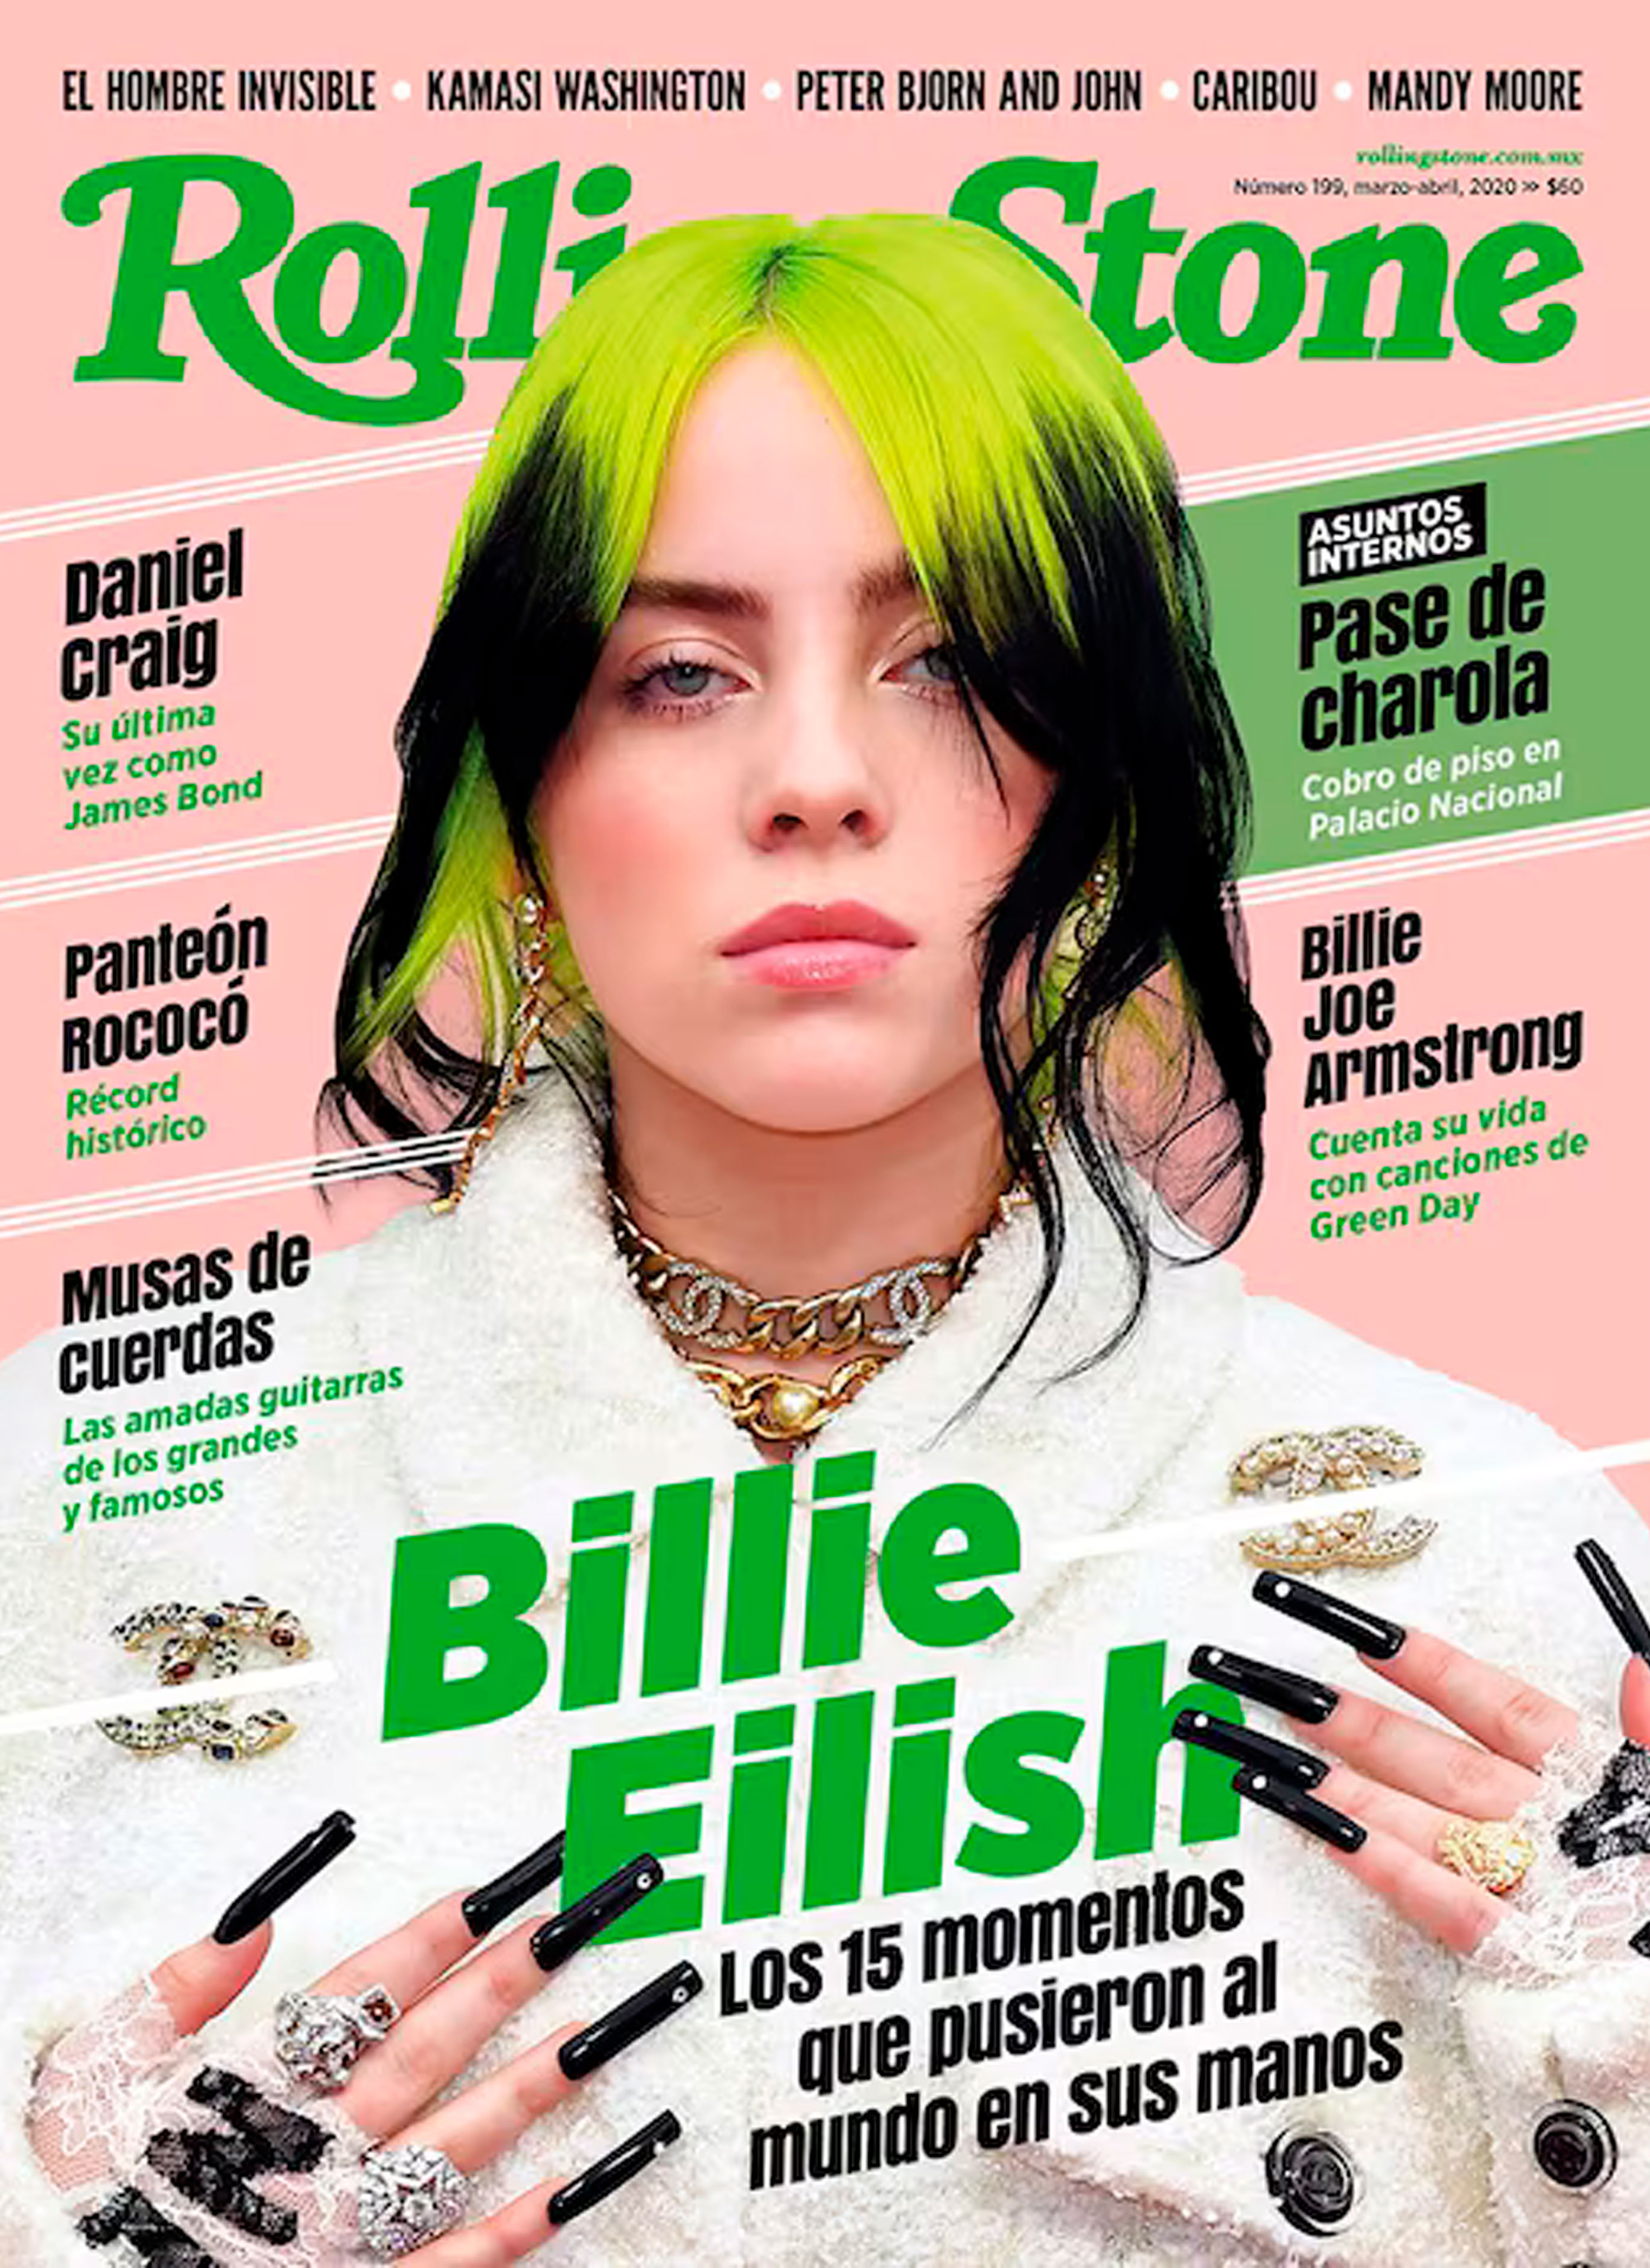 EL HOMBRE INVISIBLE • KAMASI WASHINGTON • PETER BJORN AND JOHN • CARIBOU • MANDY MOORE
rollingstone.com.mx
Número 199, marzo-abril, 2020 >> $60
Rolli Stone
Daniel
Craig
Su última
vez como
James Bond
ASUNTOS
INTERNOS
Pase de
charola
Cobro de piso en
Palacio Nacional
Panteón
Rococó
Récord
histórico
Billie
Joe
Armstrong
Cuenta su vida
con canciones de
Green Day
Musas de
cuerdas
Las amadas guitarras
de los grandes
y famosos
Billie
Eilish
Los 15 momentos
que pusieron al
mundo en sus manos